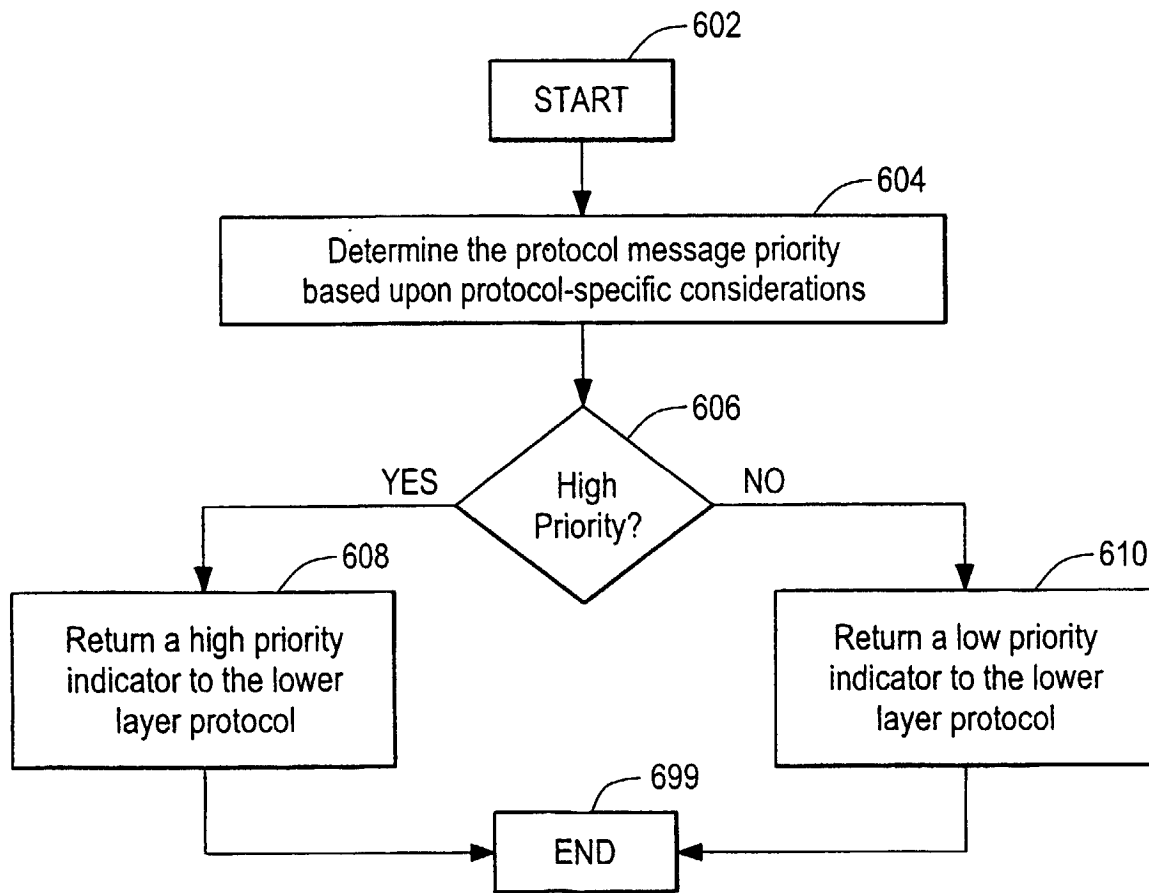 602
START
604
Determine the protocol message priority
based upon protocol-specific considerations
606
YES
High
Priority?
NO
608
Return a high priority
indicator to the lower
layer protocol
610
Return a low priority
indicator to the lower
layer protocol
699
END